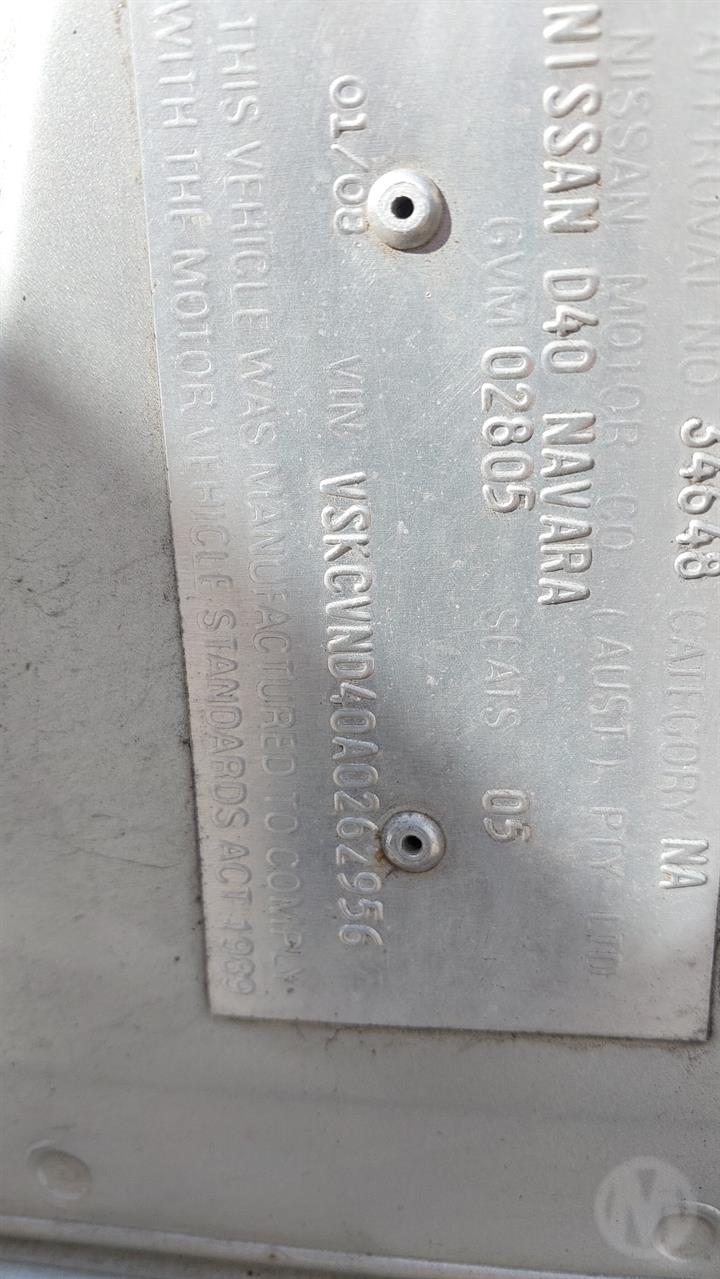 APPROVAL NO 34648 CATEGORY NA
NISSAN MOTOR CO (AUST). PTY. LTD
NISSAN D40 NAVARA
GVM 02805 SEATS 05
01/08 VIN VSKCVND40A0262956
THIS VEHICLE WAS MANUFACTURED TO COMPLY
WITH THE MOTOR VEHICLE STANDARDS ACT 1989
M